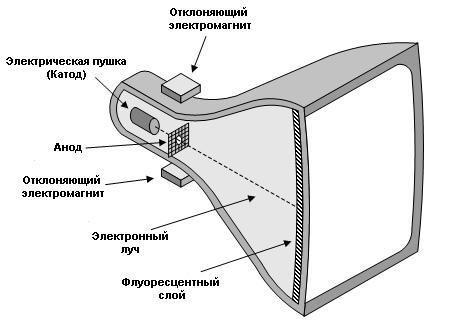 Отклоняющий
электромагнит
Электрическая пушка
(Катод)
Анод
Отклоняющий
электромагнит
Электронный
луч
Флуоресцентный
слой